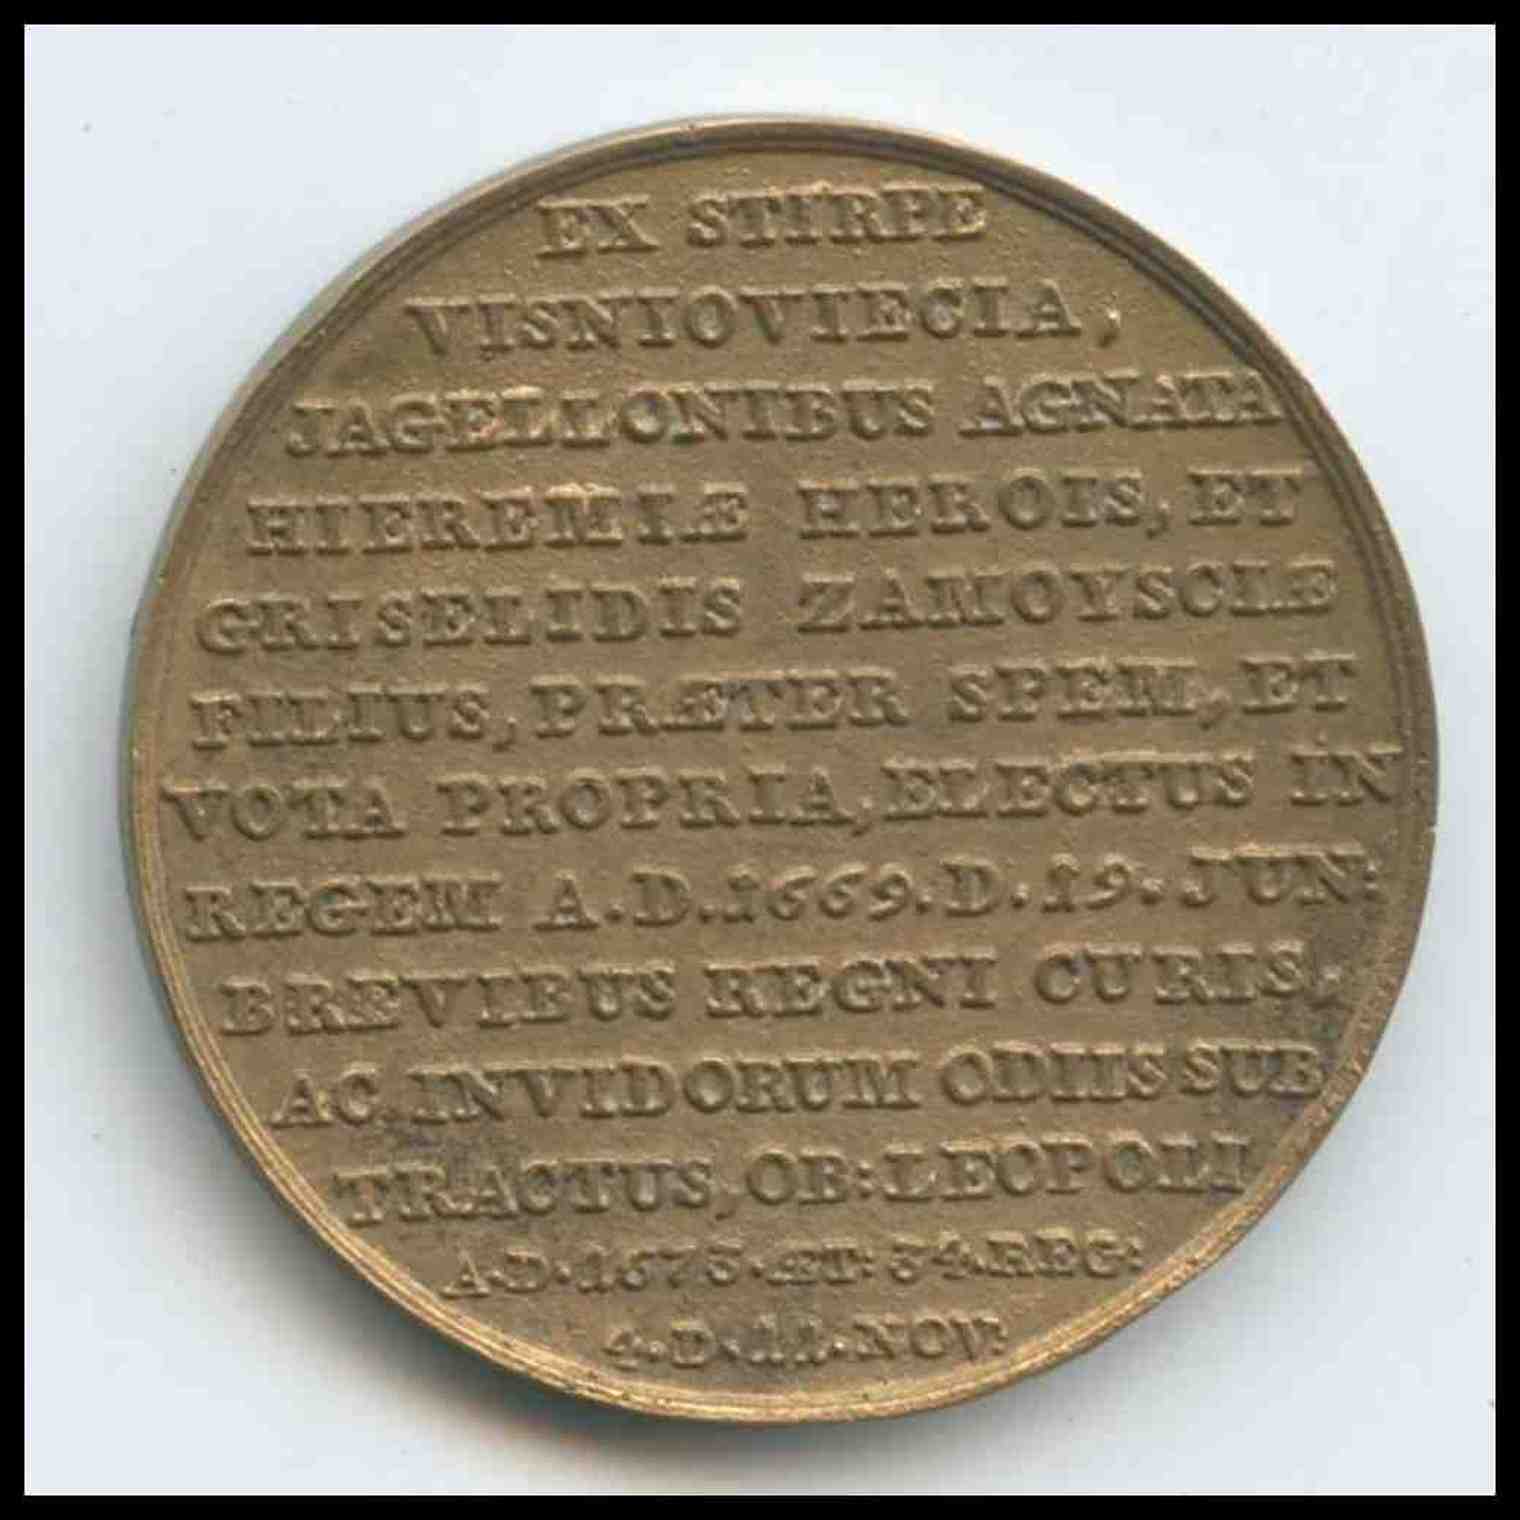 EX STIRPE
VISNIOVIECIA,
JAGELLONIBUS AGNATA
HIEREMIÆ HEROIS, ET
GRISELIDIS ZAMOYSCIÆ
FILIUS, PRÆTER SPEM, ET
VOTA PROPRIA, ELECTUS IN
REGEM A.D.1669.D.19.JUN:
BREVIBUS REGNI CURIS,
AC INVIDORUM ODIIS SUB
TRACTUS, OB: LEOPOLI
A.D.1673.ÆT: 34.REG:
4.D.11.NOV: